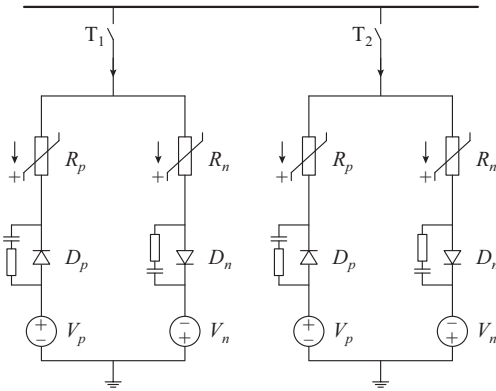 T1 T2
Rp Rn Rp Rn
+ + + +
Dp Dn Dp Dn
+ − Vp − + Vn + − Vp − + Vn